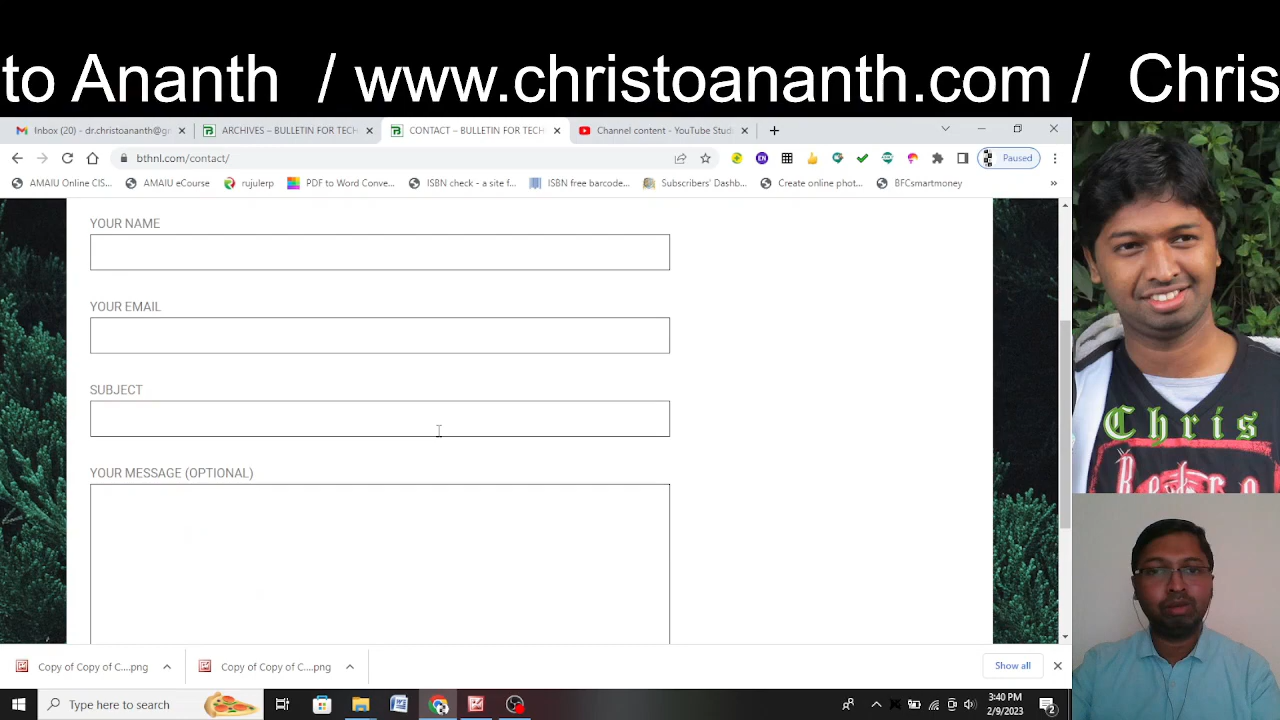 to Ananth / www.christoananth.com / Chris
Inbox (20) - dr.christoananth@g
ARCHIVES – BULLETIN FOR TECH
CONTACT – BULLETIN FOR TECH
Channel content - YouTube Studi
bthnl.com/contact/
Paused
AMAIU Online CIS...
AMAIU eCourse
rujulerp
PDF to Word Conve...
ISBN check - a site f...
ISBN free barcode...
Subscribers' Dashb...
Create online phot...
BFCsmartmoney
YOUR NAME
YOUR EMAIL
SUBJECT
YOUR MESSAGE (OPTIONAL)
Chris
Copy of Copy of C....png
Copy of Copy of C....png
Show all
Type here to search
3:40 PM
2/9/2023
2